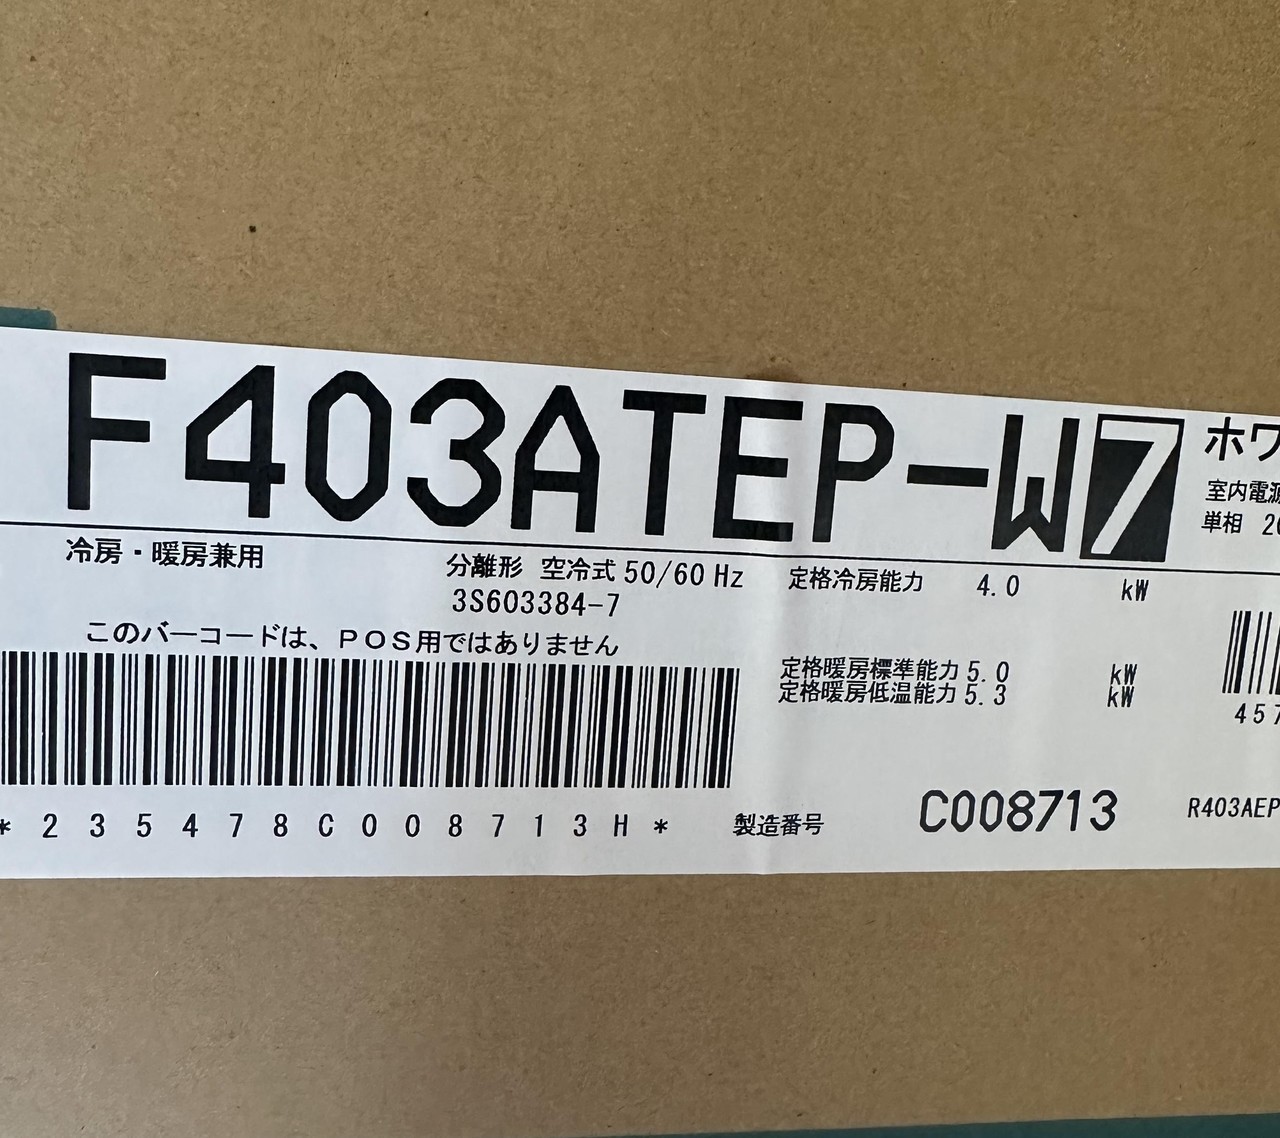 F403ATEP-W7
ホワ
室内電源
単相 20
冷房・暖房兼用
分離形 空冷式 50/60 Hz
3S603384-7
定格冷房能力 4.0 kW
このバーコードは、POS用ではありません
定格暖房標準能力 5.0 kW
定格暖房低温能力 5.3 kW
457
*235478C008713H*
製造番号 C008713
R403AEP